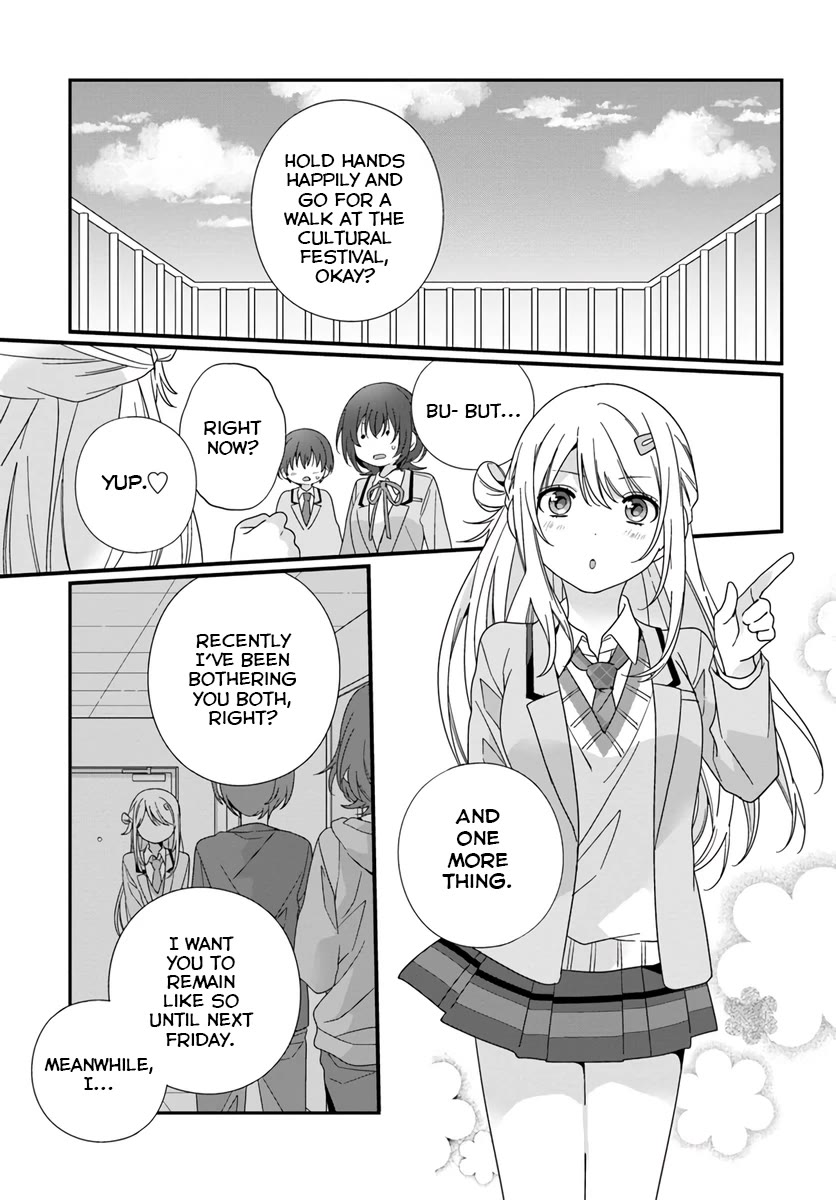 HOLD HANDS
HAPPILY AND
GO FOR A
WALK AT THE
CULTURAL
FESTIVAL,
OKAY?
BU- BUT...
RIGHT
NOW?
YUP.♡
AND
ONE
MORE
THING.
RECENTLY
I'VE BEEN
BOTHERING
YOU BOTH,
RIGHT?
I WANT
YOU TO
REMAIN
LIKE SO
UNTIL NEXT
FRIDAY.
MEANWHILE,
I...